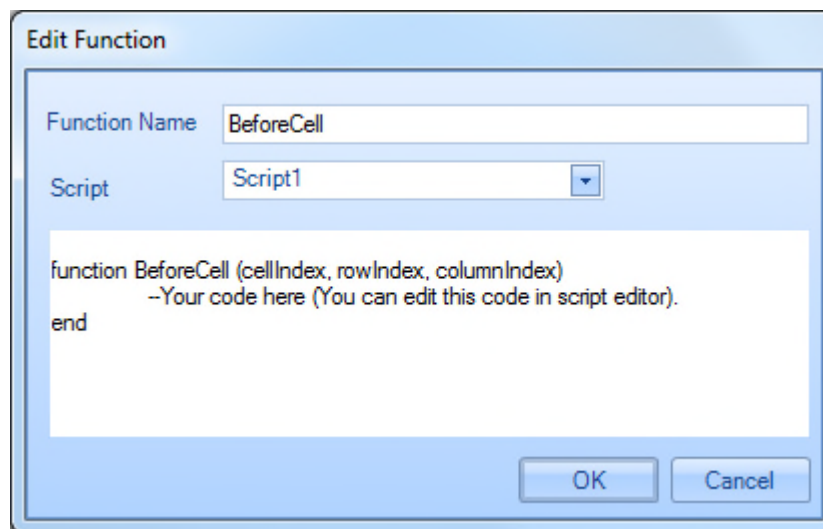 Edit Function
Function Name BeforeCell
Script Script1
function BeforeCell (cellIndex, rowIndex, columnIndex)
--Your code here (You can edit this code in script editor).
end
OK Cancel